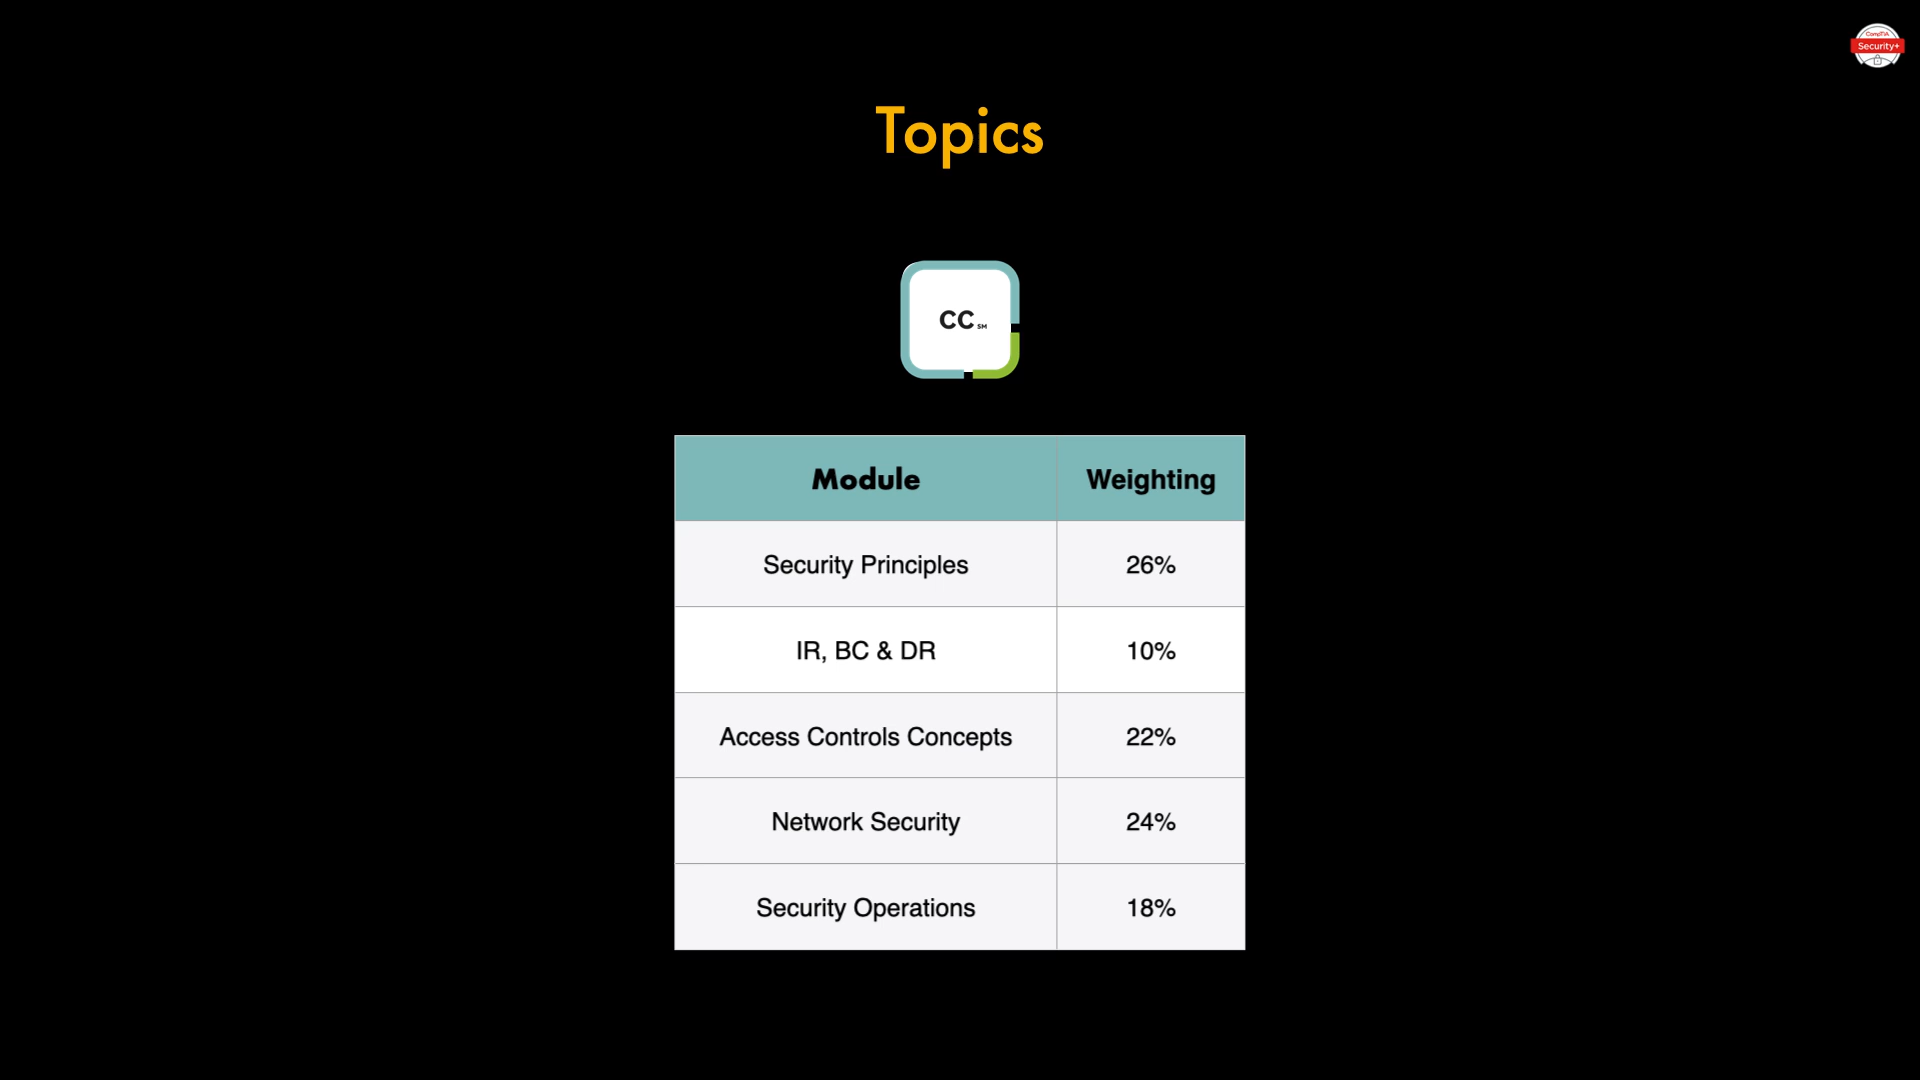 CompTIA
Security+
Topics
CC SM
Module Weighting
Security Principles 26%
IR, BC & DR 10%
Access Controls Concepts 22%
Network Security 24%
Security Operations 18%